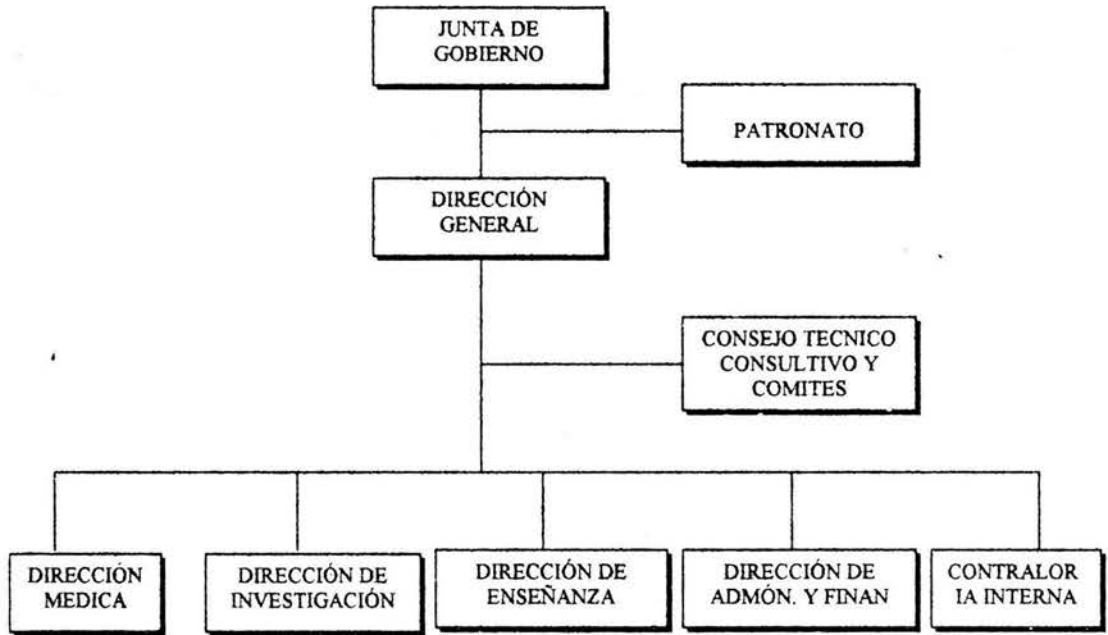 JUNTA DE
GOBIERNO
PATRONATO
DIRECCIÓN
GENERAL
CONSEJO TECNICO
CONSULTIVO Y
COMITES
DIRECCIÓN
MEDICA
DIRECCIÓN DE
INVESTIGACIÓN
DIRECCIÓN DE
ENSEÑANZA
DIRECCIÓN DE
ADMÓN. Y FINAN
CONTRALOR
IA INTERNA